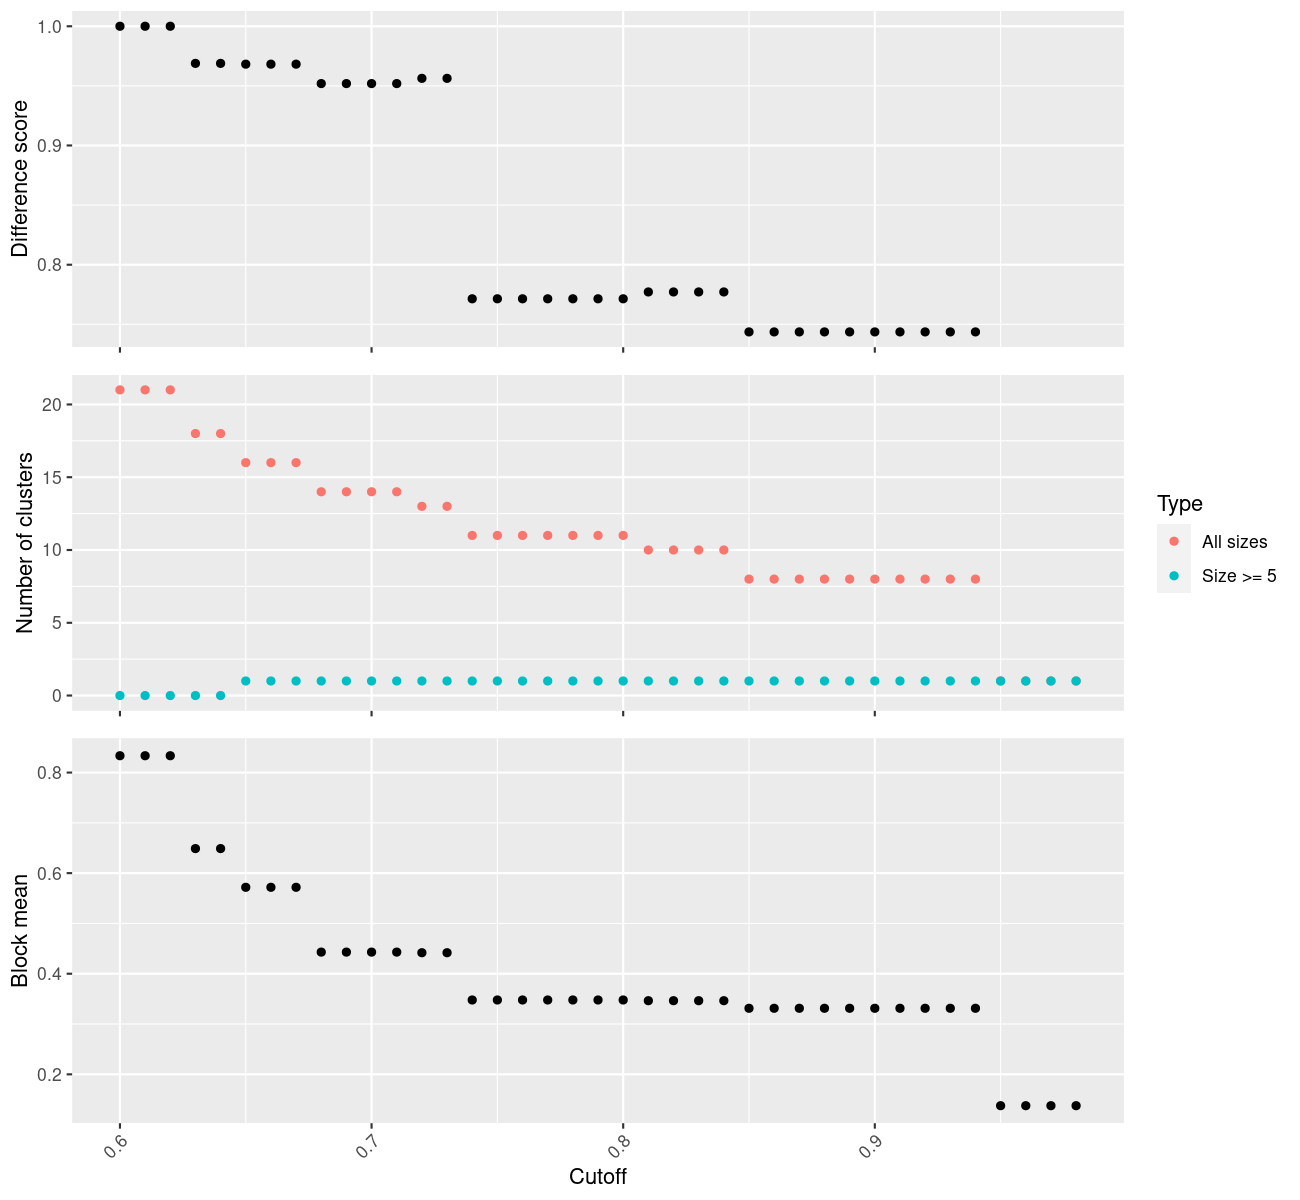 Difference score
1.0
0.9
0.8
Number of clusters
20
15
10
5
0
Type
All sizes
Size >= 5
Block mean
0.8
0.6
0.4
0.2
0.6
0.7
0.8
0.9
Cutoff